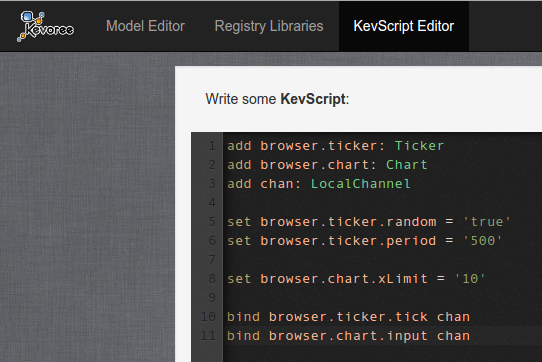 Kevoree Model Editor Registry Libraries KevScript Editor
Write some KevScript:
1 add browser.ticker: Ticker
2 add browser.chart: Chart
3 add chan: LocalChannel
4
5 set browser.ticker.random = 'true'
6 set browser.ticker.period = '500'
7
8 set browser.chart.xLimit = '10'
9
10 bind browser.ticker.tick chan
11 bind browser.chart.input chan